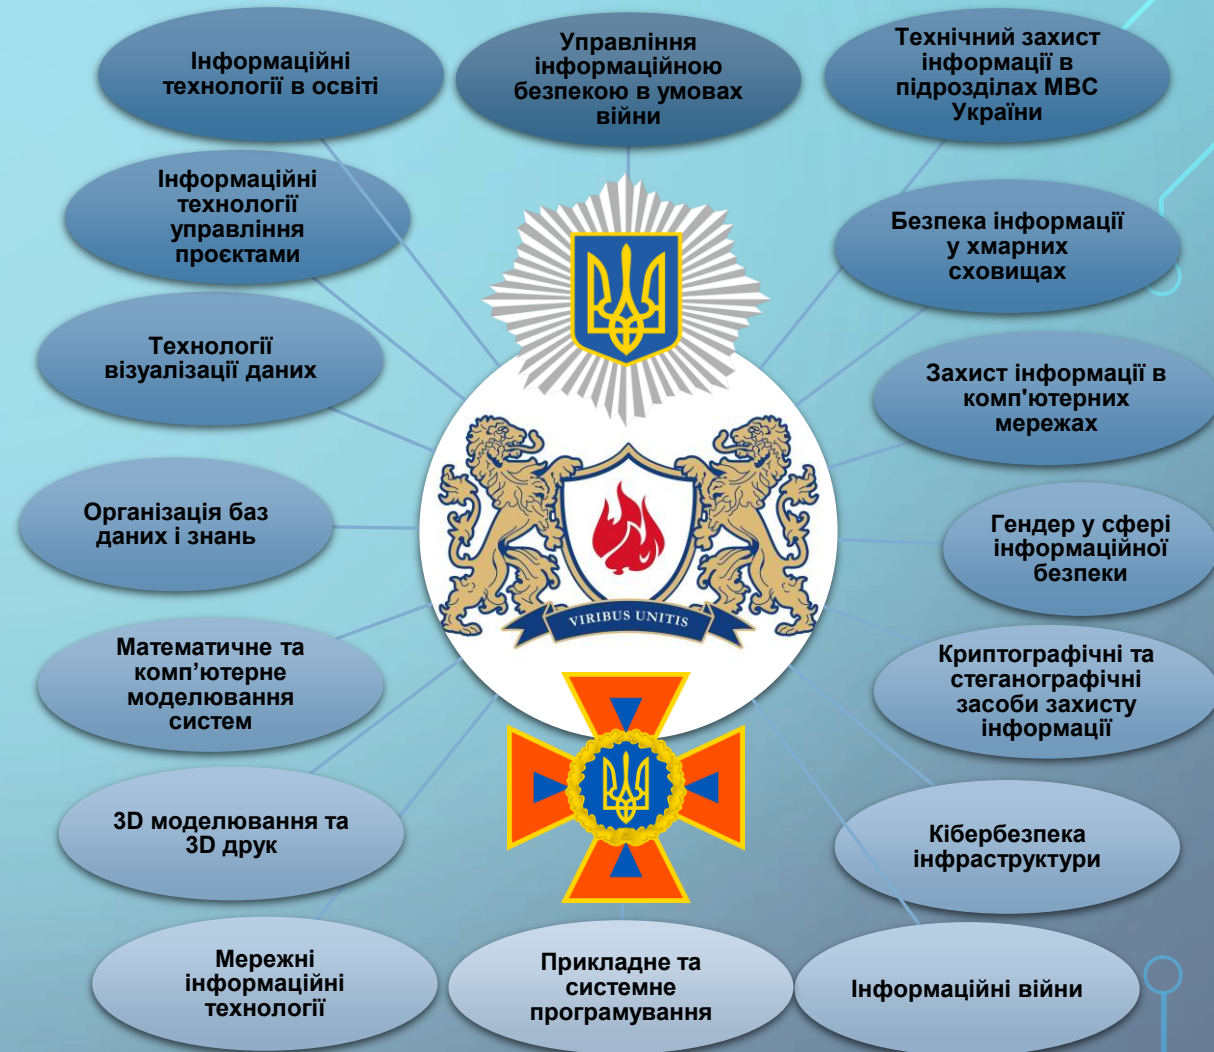 Інформаційні
технології в освіті
Управління
інформаційною
безпекою в умовах
війни
Технічний захист
інформації в
підрозділах МВС
України
Інформаційні
технології
управління
проєктами
Безпека інформації
у хмарних
сховищах
Технології
візуалізації даних
Захист інформації в
комп'ютерних
мережах
Організація баз
даних і знань
Гендер у сфері
інформаційної
безпеки
VIRIBUS UNITIS
Математичне та
комп’ютерне
моделювання
систем
Криптографічні та
стеганографічні
засоби захисту
інформації
3D моделювання та
3D друк
Кібербезпека
інфраструктури
Мережні
інформаційні
технології
Прикладне та
системне
програмування
Інформаційні війни